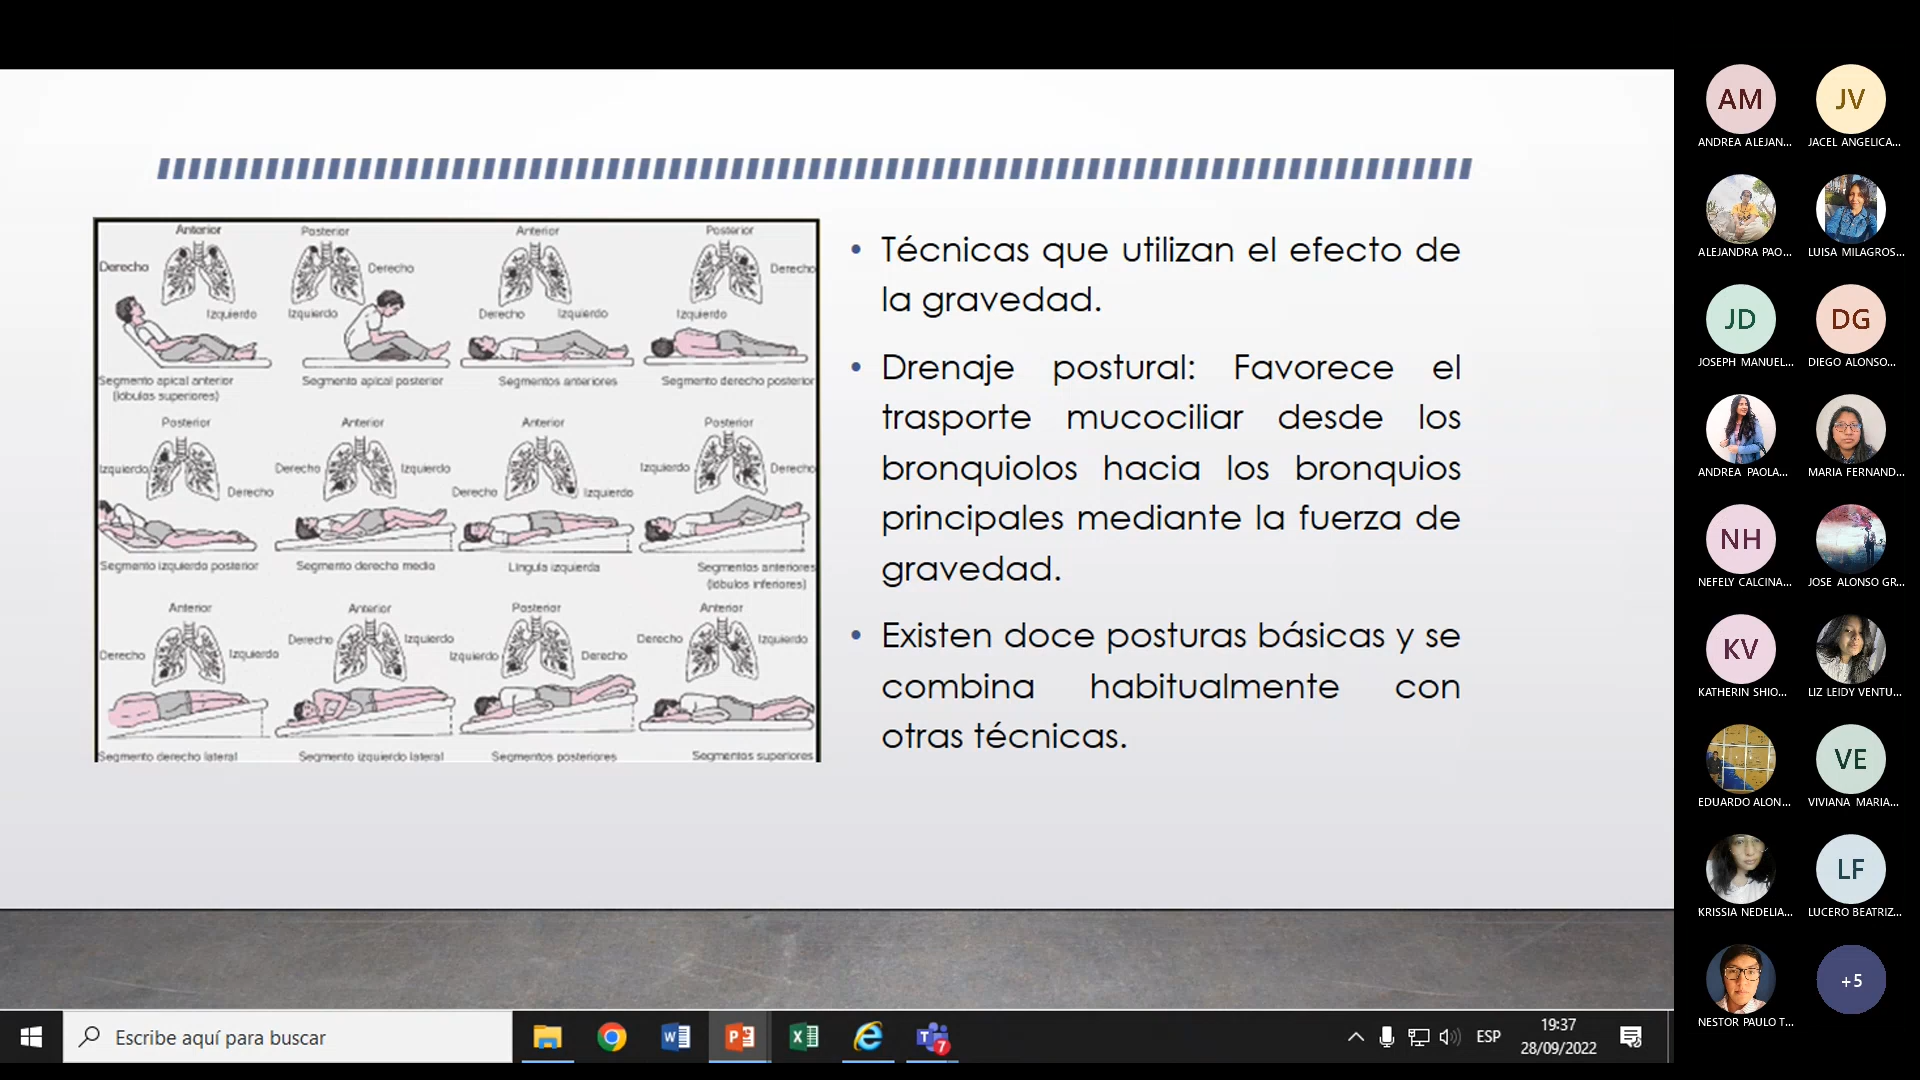 Anterior
Posterior
Anterior
Posterior
Derecho
Derecho
Derecho
Izquierdo
Izquierdo
Derecho
Izquierdo
Izquierdo
Segmento apical anterior
(lóbulos superiores)
Segmento apical posterior
Segmentos anteriores
Segmento derecho posterior
Posterior
Anterior
Anterior
Posterior
Izquierdo
Derecho
Derecho
Izquierdo
Derecho
Izquierdo
Izquierdo
Derecho
Segmento izquierdo posterior
Segmento derecho medio
Língula izquierda
Segmentos anteriores
(lóbulos inferiores)
Anterior
Anterior
Posterior
Anterior
Derecho
Izquierdo
Derecho
Izquierdo
Izquierdo
Derecho
Derecho
Izquierdo
Segmento derecho lateral
Segmento izquierdo lateral
Segmentos posteriores
Segmentos superiores
• Técnicas que utilizan el efecto de
la gravedad.
• Drenaje postural: Favorece el
trasporte mucociliar desde los
bronquiolos hacia los bronquios
principales mediante la fuerza de
gravedad.
• Existen doce posturas básicas y se
combina habitualmente con
otras técnicas.
AM
ANDREA ALEJAN...
JV
JACEL ANGELICA...
ALEJANDRA PAO...
LUISA MILAGROS...
JD
JOSEPH MANUEL...
DG
DIEGO ALONSO...
ANDREA PAOLA...
MARIA FERNAND...
NH
NEFELY CALCINA...
JOSE ALONSO GR...
KV
KATHERIN SHIO...
LIZ LEIDY VENTU...
EDUARDO ALON...
VE
VIVIANA MARIA...
KRISSIA NEDELIA...
LF
LUCERO BEATRIZ...
NESTOR PAULO T...
+5
Escribe aquí para buscar
7
ESP
19:37
28/09/2022